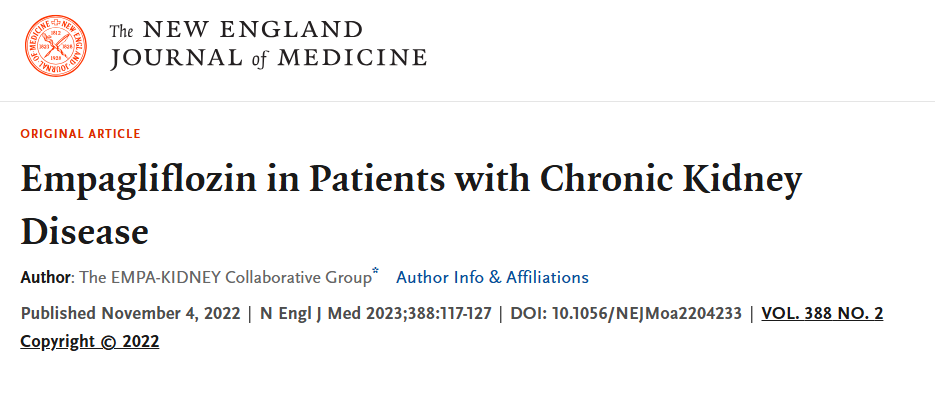 The NEW ENGLAND
JOURNAL of MEDICINE
ORIGINAL ARTICLE
Empagliflozin in Patients with Chronic Kidney
Disease
Author: The EMPA-KIDNEY Collaborative Group* Author Info & Affiliations
Published November 4, 2022 | N Engl J Med 2023;388:117-127 | DOI: 10.1056/NEJMoa2204233 | VOL. 388 NO. 2
Copyright © 2022